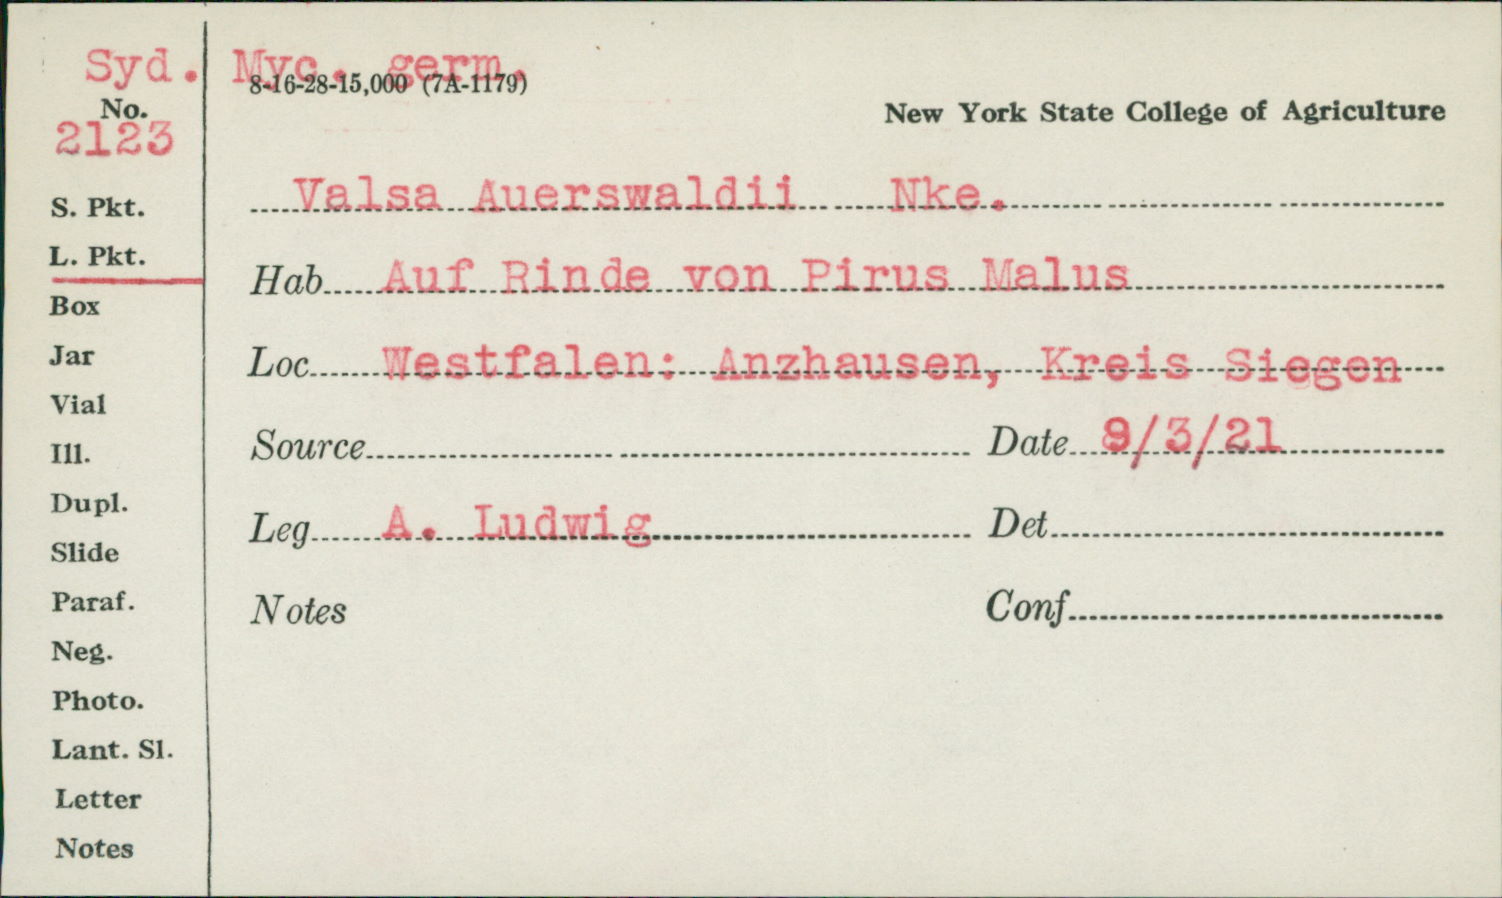 Syd. Myc. germ.
8-16-28-15,000 (7A-1179)
No.
2123
New York State College of Agriculture
S. Pkt.
Valsa Auerswaldii Nke.
L. Pkt.
Hab Auf Rinde von Pirus Malus
Box
Jar
Loc Westfalen: Anzhausen, Kreis Siegen
Vial
Ill.
Source Date 9/3/21
Dupl.
Slide
Leg A. Ludwig Det
Paraf.
Notes Conf
Neg.
Photo.
Lant. Sl.
Letter
Notes